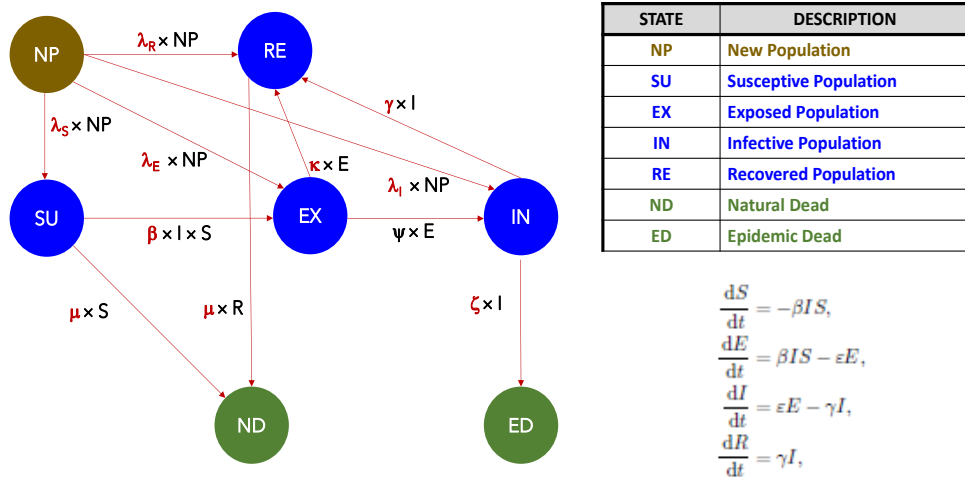 NP
λR × NP
RE
γ × I
λS × NP
λE × NP
κ × E
λI × NP
SU
β × I × S
EX
ψ × E
IN
μ × S
μ × R
ζ × I
ND
ED
STATE DESCRIPTION
NP New Population
SU Susceptive Population
EX Exposed Population
IN Infective Population
RE Recovered Population
ND Natural Dead
ED Epidemic Dead
dS/dt = −βIS,
dE/dt = βIS − εE,
dI/dt = εE − γI,
dR/dt = γI,